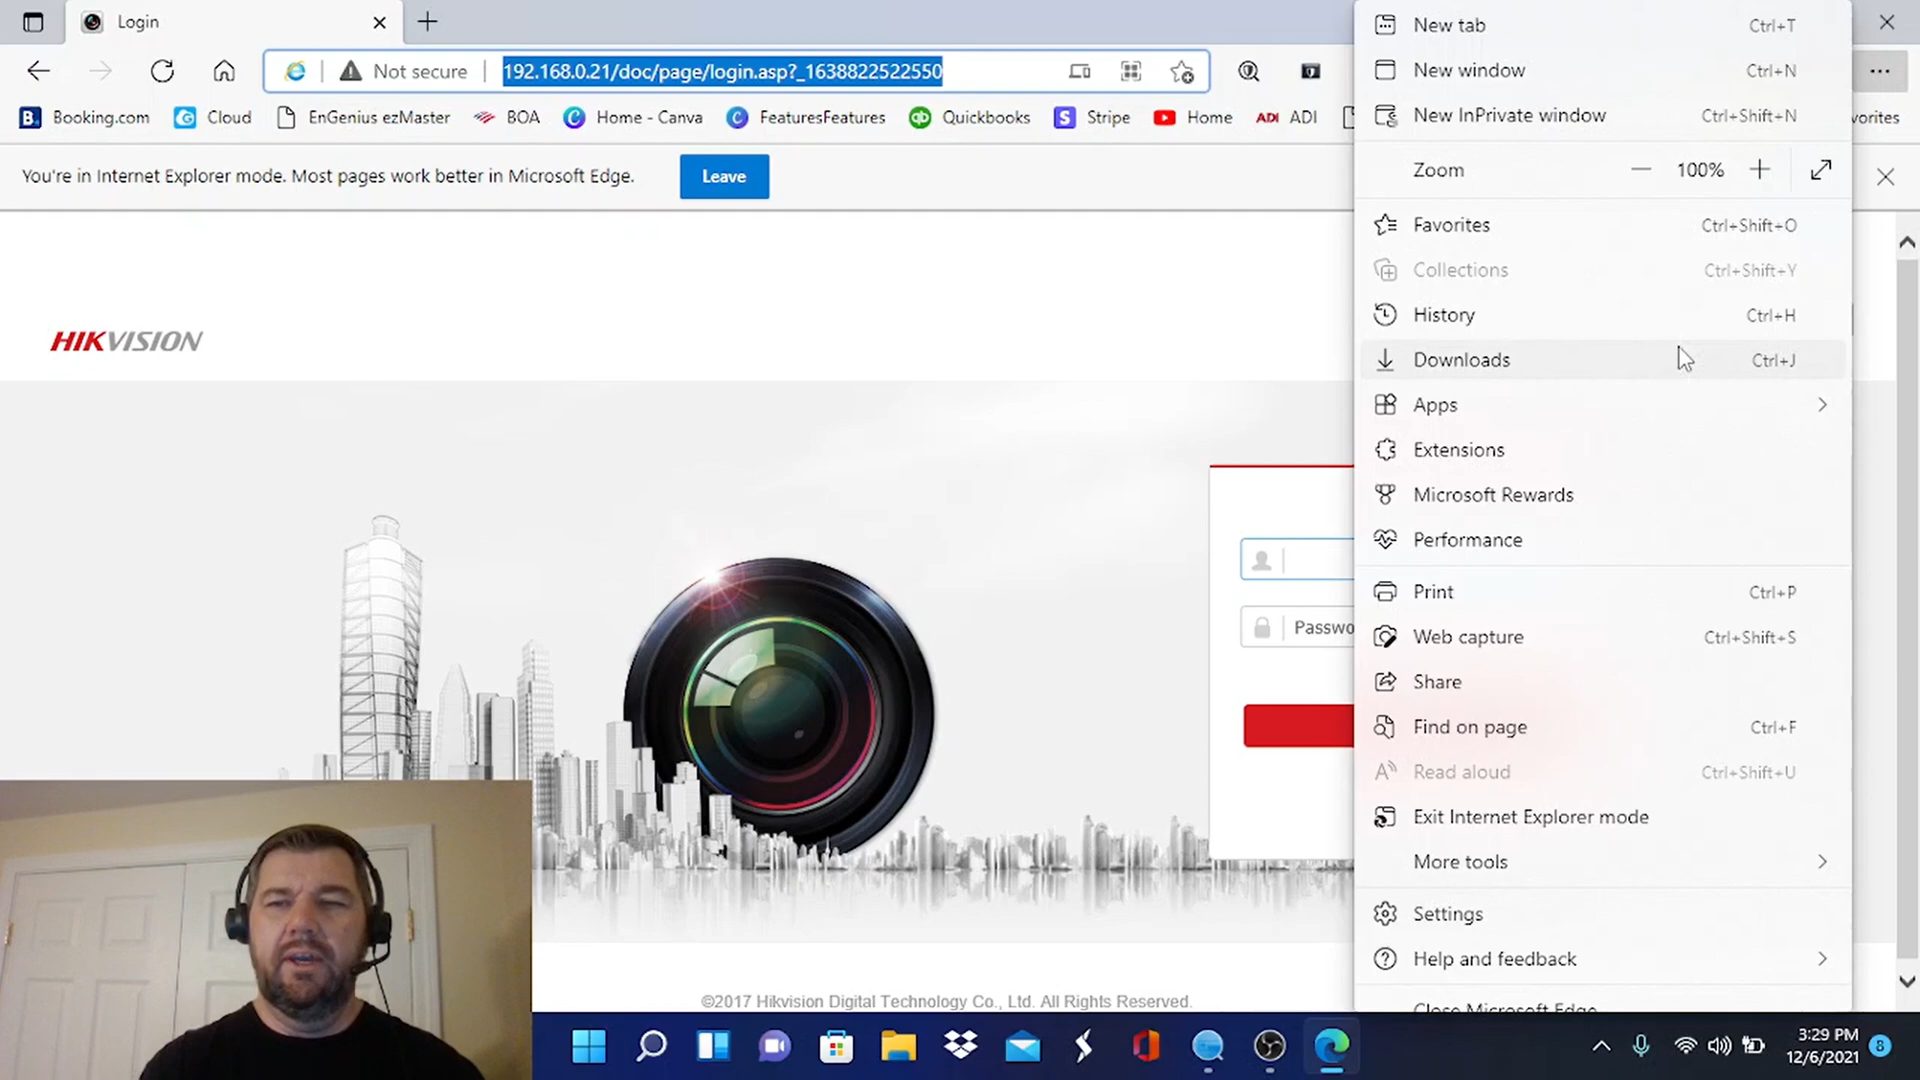 Login
Not secure
192.168.0.21/doc/page/login.asp?_1638822522550
Booking.com
Cloud
EnGenius ezMaster
BOA
Home - Canva
FeaturesFeatures
Quickbooks
Stripe
Home
ADI ADI
vorites
You're in Internet Explorer mode. Most pages work better in Microsoft Edge.
Leave
HIKVISION
Passwo
©2017 Hikvision Digital Technology Co., Ltd. All Rights Reserved.
New tab Ctrl+T
New window Ctrl+N
New InPrivate window Ctrl+Shift+N
Zoom 100%
Favorites Ctrl+Shift+O
Collections Ctrl+Shift+Y
History Ctrl+H
Downloads Ctrl+J
Apps
Extensions
Microsoft Rewards
Performance
Print Ctrl+P
Web capture Ctrl+Shift+S
Share
Find on page Ctrl+F
Read aloud Ctrl+Shift+U
Exit Internet Explorer mode
More tools
Settings
Help and feedback
Close Microsoft Edge
3:29 PM
12/6/2021
8